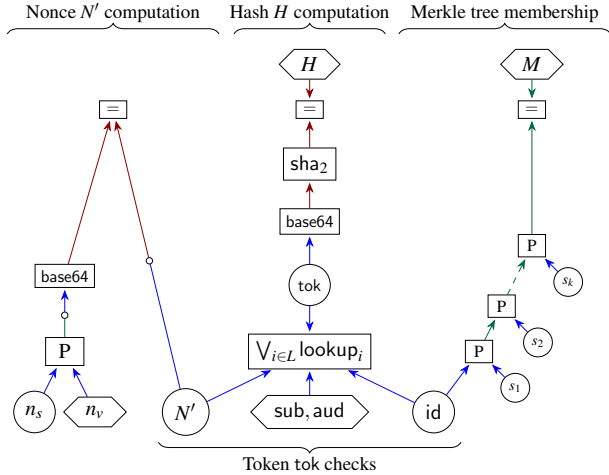 Nonce N′ computation Hash H computation Merkle tree membership
H M
= = =
sha₂
base64 P
base64 tok sₖ
P
P ⋁ᵢ∈L lookupᵢ P s₂
s₁
nₛ nᵥ N′ sub, aud id
Token tok checks